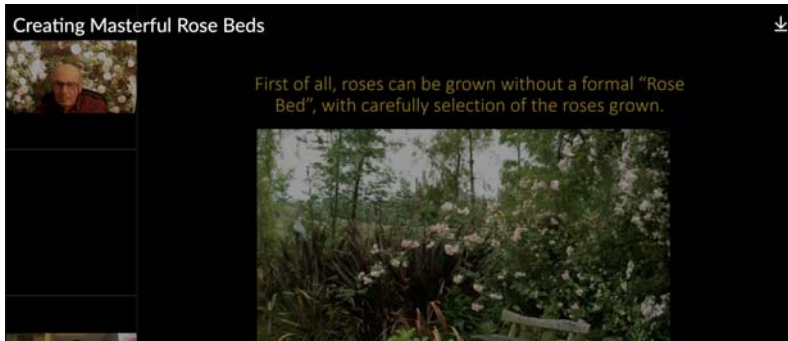 Creating Masterful Rose Beds
First of all, roses can be grown without a formal “Rose
Bed”, with carefully selection of the roses grown.